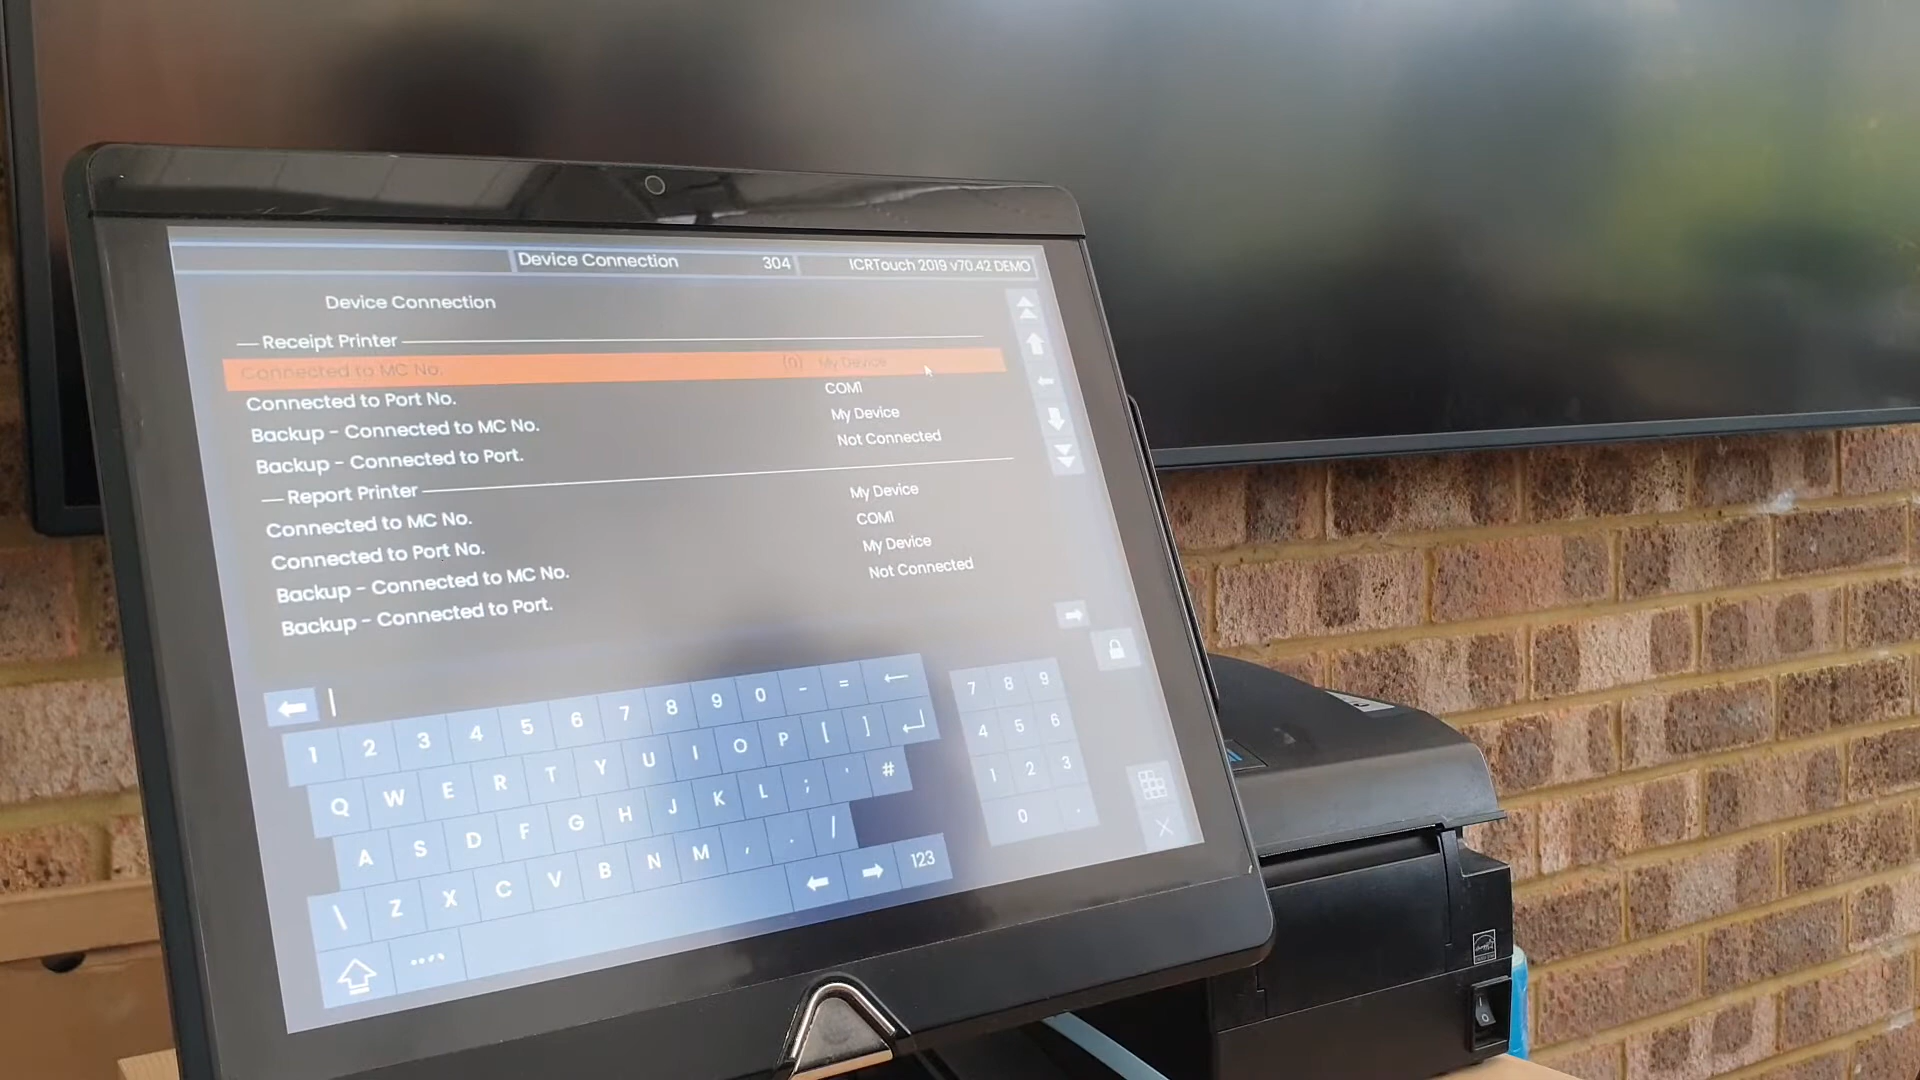 Device Connection 304 ICRTouch 2019 v70.42 DEMO
Device Connection
Receipt Printer
Connected to MC No. (0) My Device
Connected to Port No. COM1
Backup - Connected to MC No. My Device
Backup - Connected to Port. Not Connected
Report Printer
Connected to MC No. My Device
Connected to Port No. COM1
Backup - Connected to MC No. My Device
Backup - Connected to Port. Not Connected
1 2 3 4 5 6 7 8 9 0 - =
Q W E R T Y U I O P [ ]
A S D F G H J K L ; ' #
\ Z X C V B N M , . /
123
7 8 9
4 5 6
1 2 3
0 .